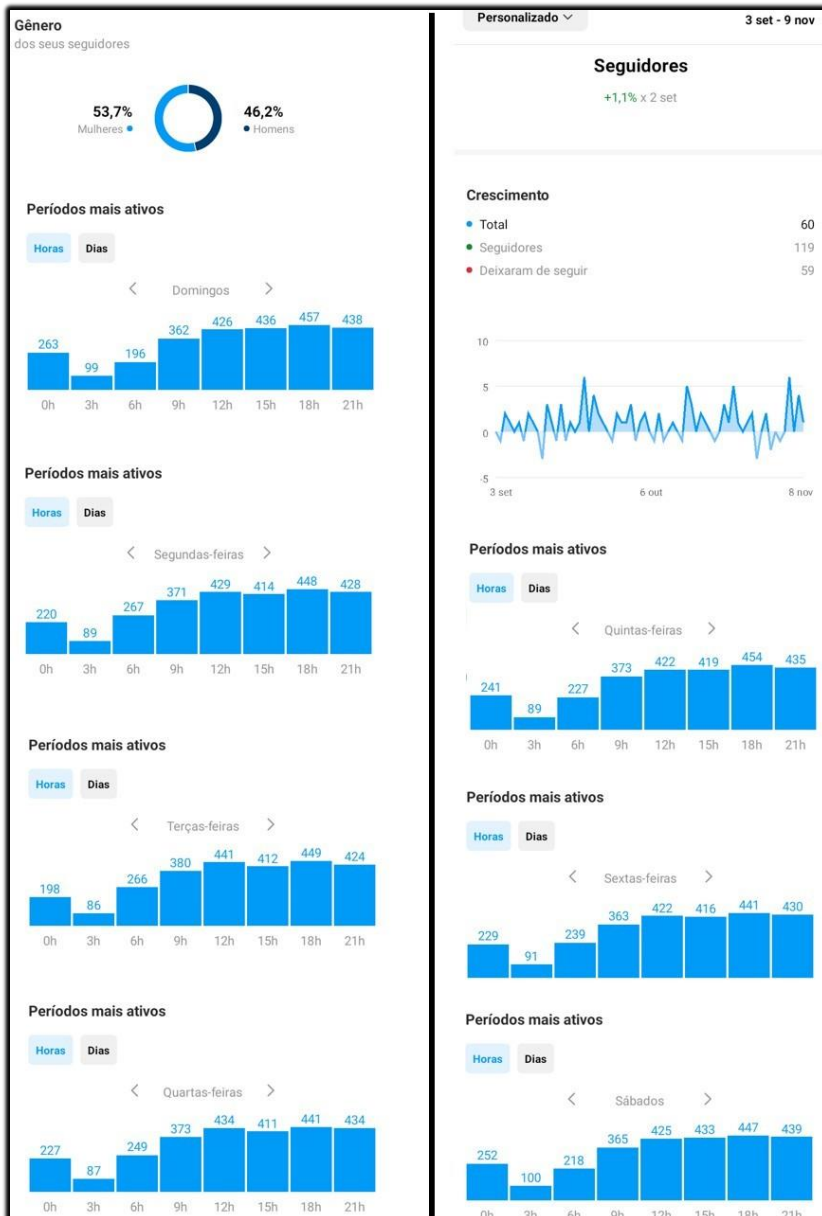 Gênero
dos seus seguidores
53,7%
Mulheres
46,2%
Homens
Períodos mais ativos
Horas Dias
Domingos
263 99 196 362 426 436 457 438
0h 3h 6h 9h 12h 15h 18h 21h
Períodos mais ativos
Horas Dias
Segundas-feiras
220 89 267 371 429 414 448 428
0h 3h 6h 9h 12h 15h 18h 21h
Períodos mais ativos
Horas Dias
Terças-feiras
198 86 266 380 441 412 449 424
0h 3h 6h 9h 12h 15h 18h 21h
Períodos mais ativos
Horas Dias
Quartas-feiras
227 87 249 373 434 411 441 434
0h 3h 6h 9h 12h 15h 18h 21h
Personalizado 3 set - 9 nov
Seguidores
+1,1% x 2 set
Crescimento
Total 60
Seguidores 119
Deixaram de seguir 59
10
5
0
-5
3 set 6 out 8 nov
Períodos mais ativos
Horas Dias
Quintas-feiras
241 89 227 373 422 419 454 435
0h 3h 6h 9h 12h 15h 18h 21h
Períodos mais ativos
Horas Dias
Sextas-feiras
229 91 239 363 422 416 441 430
Períodos mais ativos
Horas Dias
Sábados
252 100 218 365 425 433 447 439
0h 3h 6h 9h 12h 15h 18h 21h